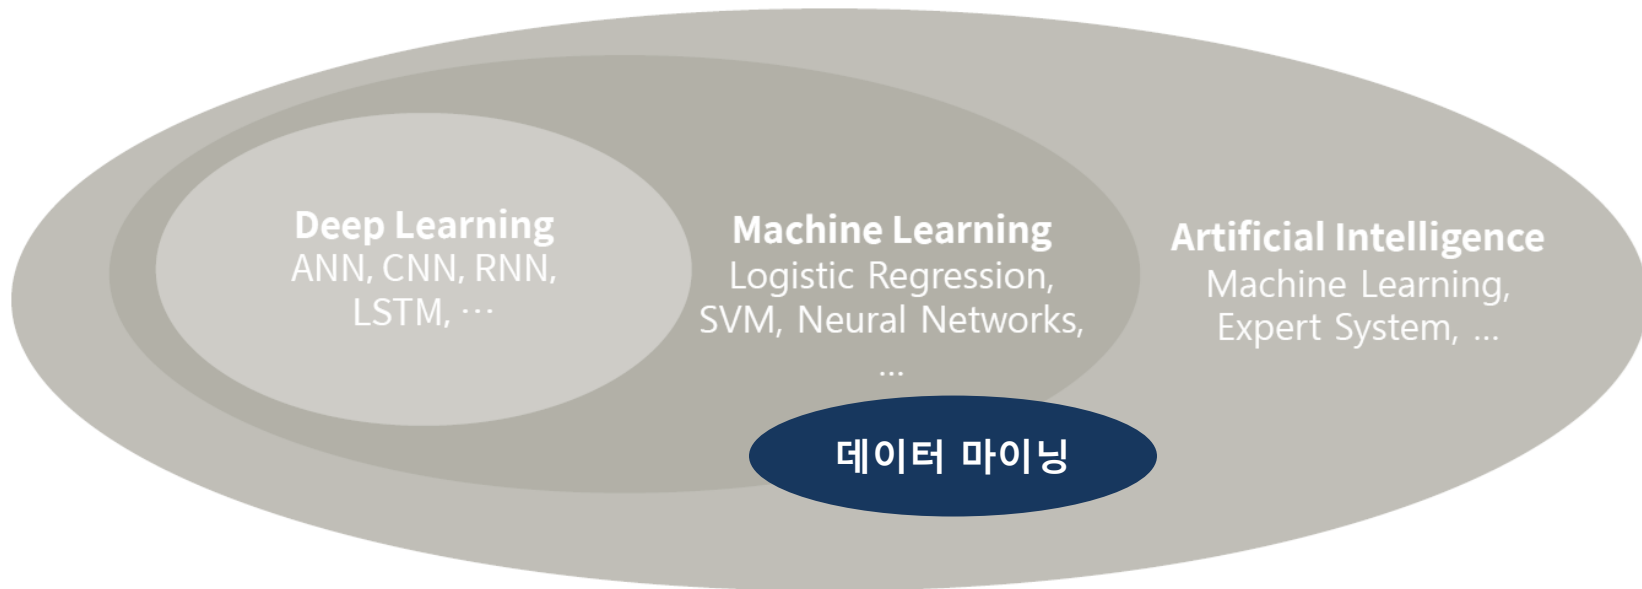 Deep Learning
ANN, CNN, RNN,
LSTM, ⋯
Machine Learning
Logistic Regression,
SVM, Neural Networks,
...
Artificial Intelligence
Machine Learning,
Expert System, ...
데이터 마이닝